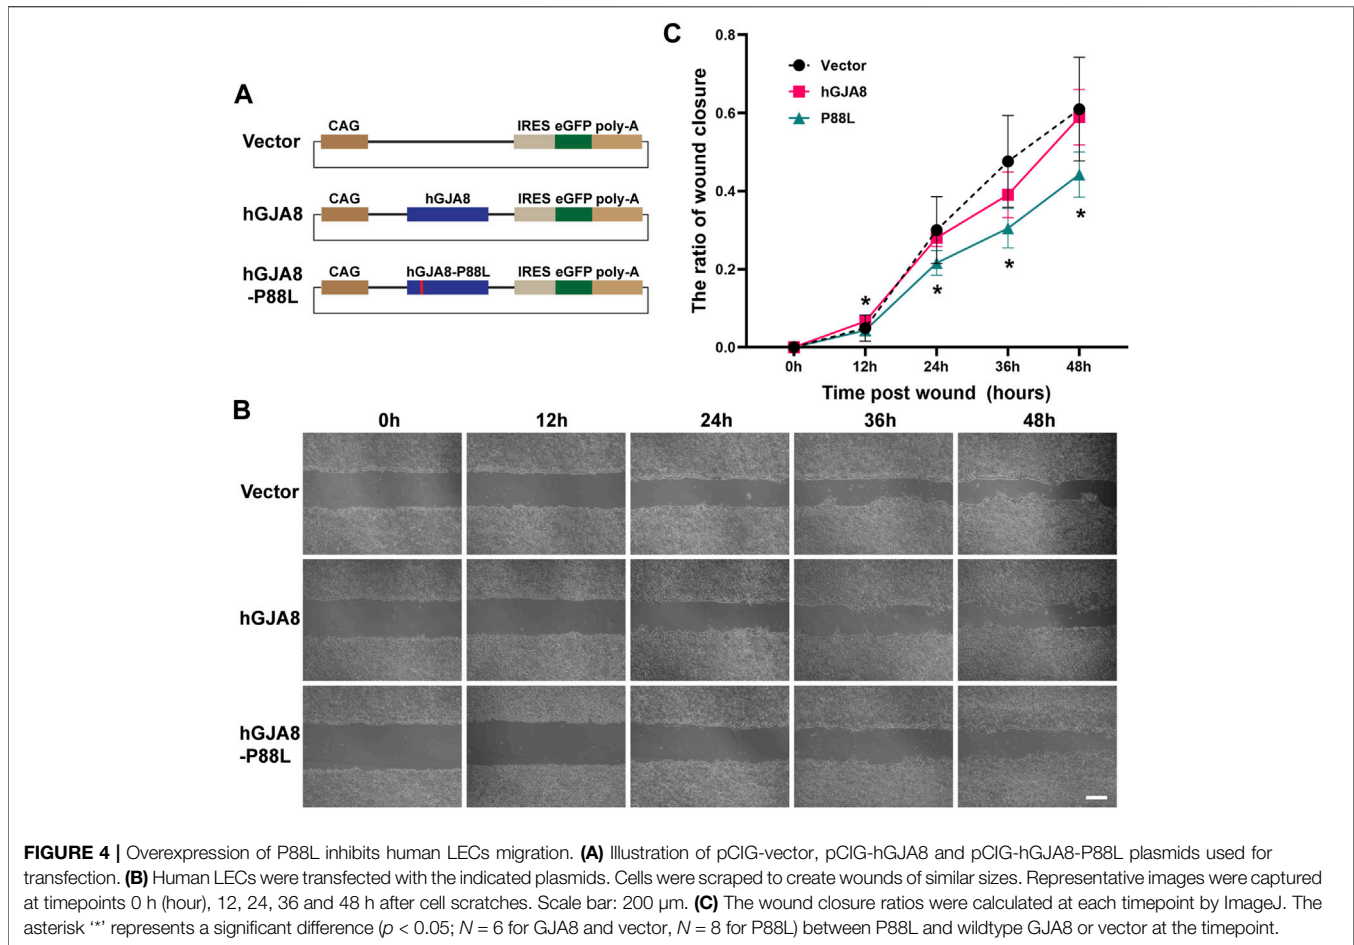 A
CAG
IRES eGFP poly-A
Vector
CAG
hGJA8
IRES eGFP poly-A
hGJA8
CAG
hGJA8-P88L
IRES eGFP poly-A
hGJA8
-P88L
C
The ratio of wound closure
0.8
0.6
0.4
0.2
0.0
Vector
hGJA8
P88L
*
*
*
*
0h
12h
24h
36h
48h
Time post wound (hours)
B
0h
12h
24h
36h
48h
Vector
hGJA8
hGJA8
-P88L
FIGURE 4 | Overexpression of P88L inhibits human LECs migration. (A) Illustration of pCIG-vector, pCIG-hGJA8 and pCIG-hGJA8-P88L plasmids used for
transfection. (B) Human LECs were transfected with the indicated plasmids. Cells were scraped to create wounds of similar sizes. Representative images were captured
at timepoints 0 h (hour), 12, 24, 36 and 48 h after cell scratches. Scale bar: 200 μm. (C) The wound closure ratios were calculated at each timepoint by ImageJ. The
asterisk ‘*’ represents a significant difference (p < 0.05; N = 6 for GJA8 and vector, N = 8 for P88L) between P88L and wildtype GJA8 or vector at the timepoint.